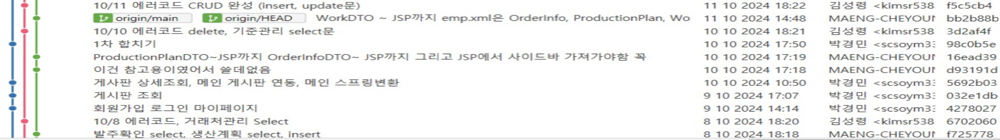 10/11 에러코드 CRUD 완성 (insert, update문) 11 10 2024 18:22 김성령 <kimsr538 f5c5cb4
origin/main origin/HEAD WorkDTO ~ JSP까지 emp.xml은 OrderInfo, ProductionPlan, Wo 11 10 2024 14:48 MAENG-CHEYOUN bb2b88b
10/10 에러코드 delete, 기준관리 select문 10 10 2024 18:21 김성령 <kimsr538 3d2af4f
1차 합치기 10 10 2024 17:50 박경민 <scsoym33 98c0b5e
ProductionPlanDTO~JSP까지 OrderInfoDTO~ JSP까지 그리고 JSP에서 사이드바 가져가야함 꼭 10 10 2024 17:19 MAENG-CHEYOUN 16ead39
이건 참고용이였어서 쓸데없음 10 10 2024 17:18 MAENG-CHEYOUN d93191d
게사판 상세조회, 메인 게시판 연동, 메인 스프링변환 10 10 2024 10:50 박경민 <scsoym33 5692b03
게시판 조회 9 10 2024 17:07 박경민 <scsoym33 032e1db
회원가입 로그인 마이페이지 9 10 2024 14:14 박경민 <scsoym33 4278027
10/8 에러코드, 거래처관리 Select 8 10 2024 18:20 김성령 <kimsr538 6702060
발주확인 select, 생산계획 select, insert 8 10 2024 18:18 MAENG-CHEYOUN f725778